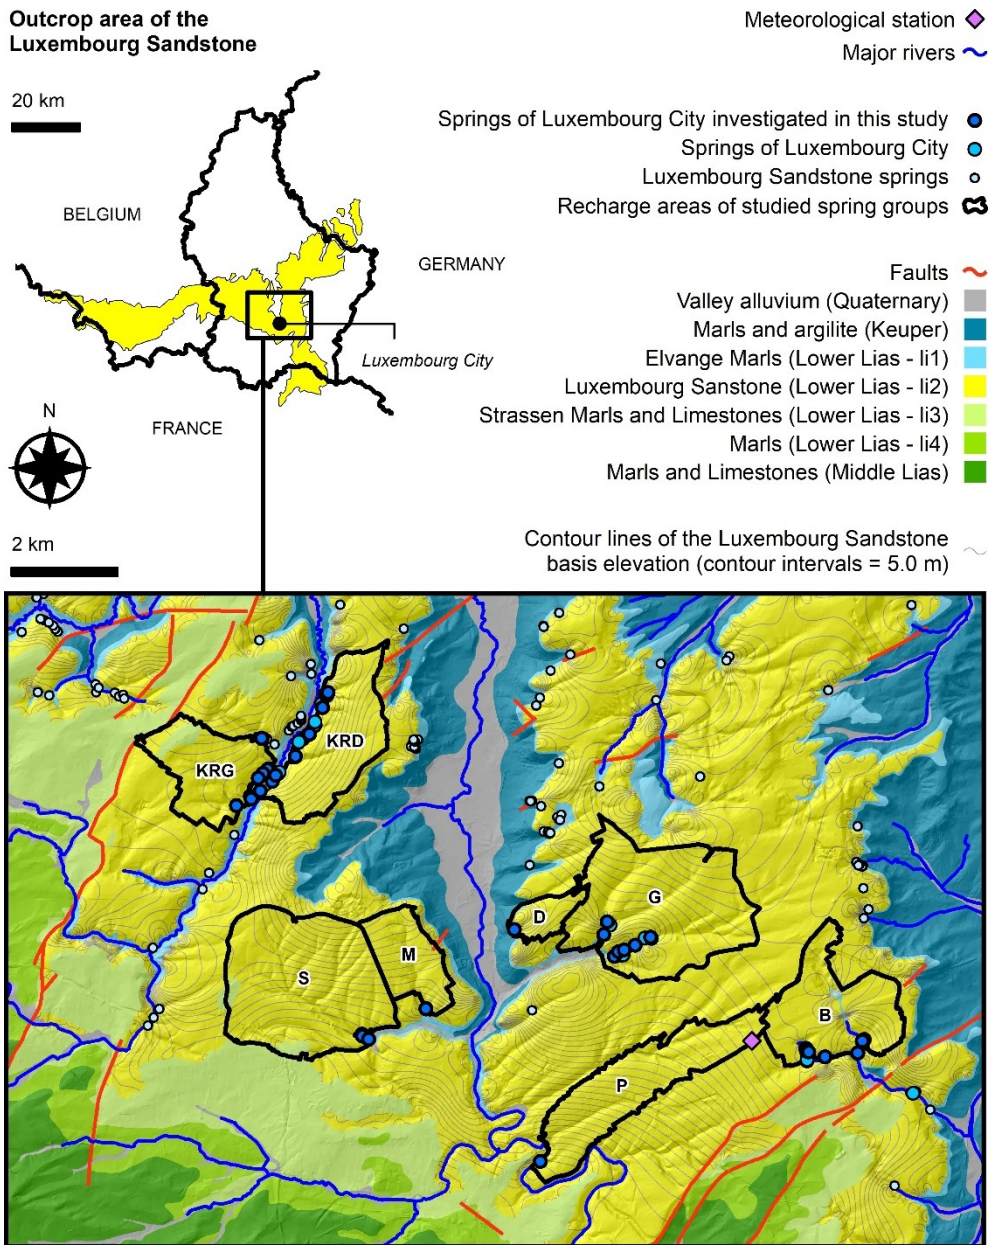 Outcrop area of the
Luxembourg Sandstone
20 km
BELGIUM
GERMANY
Luxembourg City
FRANCE
N
2 km
Meteorological station
Major rivers
Springs of Luxembourg City investigated in this study
Springs of Luxembourg City
Luxembourg Sandstone springs
Recharge areas of studied spring groups
Faults
Valley alluvium (Quaternary)
Marls and argilite (Keuper)
Elvange Marls (Lower Lias - li1)
Luxembourg Sanstone (Lower Lias - li2)
Strassen Marls and Limestones (Lower Lias - li3)
Marls (Lower Lias - li4)
Marls and Limestones (Middle Lias)
Contour lines of the Luxembourg Sandstone
basis elevation (contour intervals = 5.0 m)
KRG
KRD
D
G
S
M
B
P